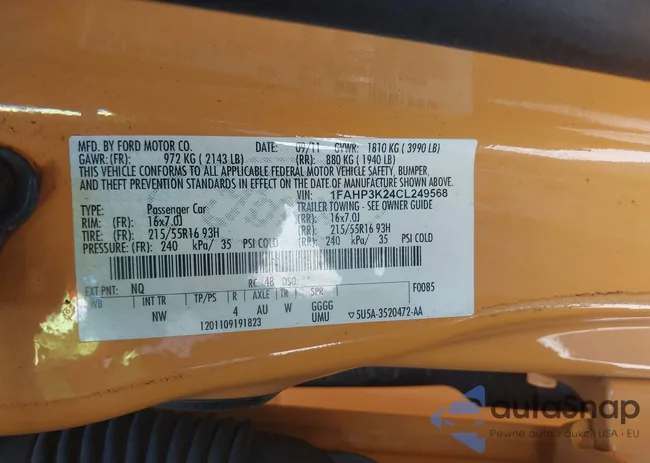 MFD. BY FORD MOTOR CO. DATE: 09/11 GVWR: 1810 KG ( 3990 LB)
GAWR: (FR): 972 KG ( 2143 LB) (RR): 880 KG ( 1940 LB)
THIS VEHICLE CONFORMS TO ALL APPLICABLE FEDERAL MOTOR VEHICLE SAFETY, BUMPER,
AND THEFT PREVENTION STANDARDS IN EFFECT ON THE DATE OF MANUFACTURE SHOWN ABOVE.
VIN: 1FAHP3K24CL249568
TYPE: Passenger Car TRAILER TOWING - SEE OWNER GUIDE
RIM: (FR): 16x7.0J (RR): 16x7.0J
TIRE: (FR): 215/55R16 93H (RR): 215/55R16 93H
PRESSURE: (FR): 240 kPa/ 35 PSI COLD (RR): 240 kPa/ 35 PSI COLD
EXT PNT: NQ RC: 48 DSO: F0085
WB INT TR TP/PS R AXLE TR SPR
NW 4 AU W GGGG
UMU
1201109191823 ▽5U5A-3520472-AA
autoSnap
Pewne auta z aukcji USA i EU